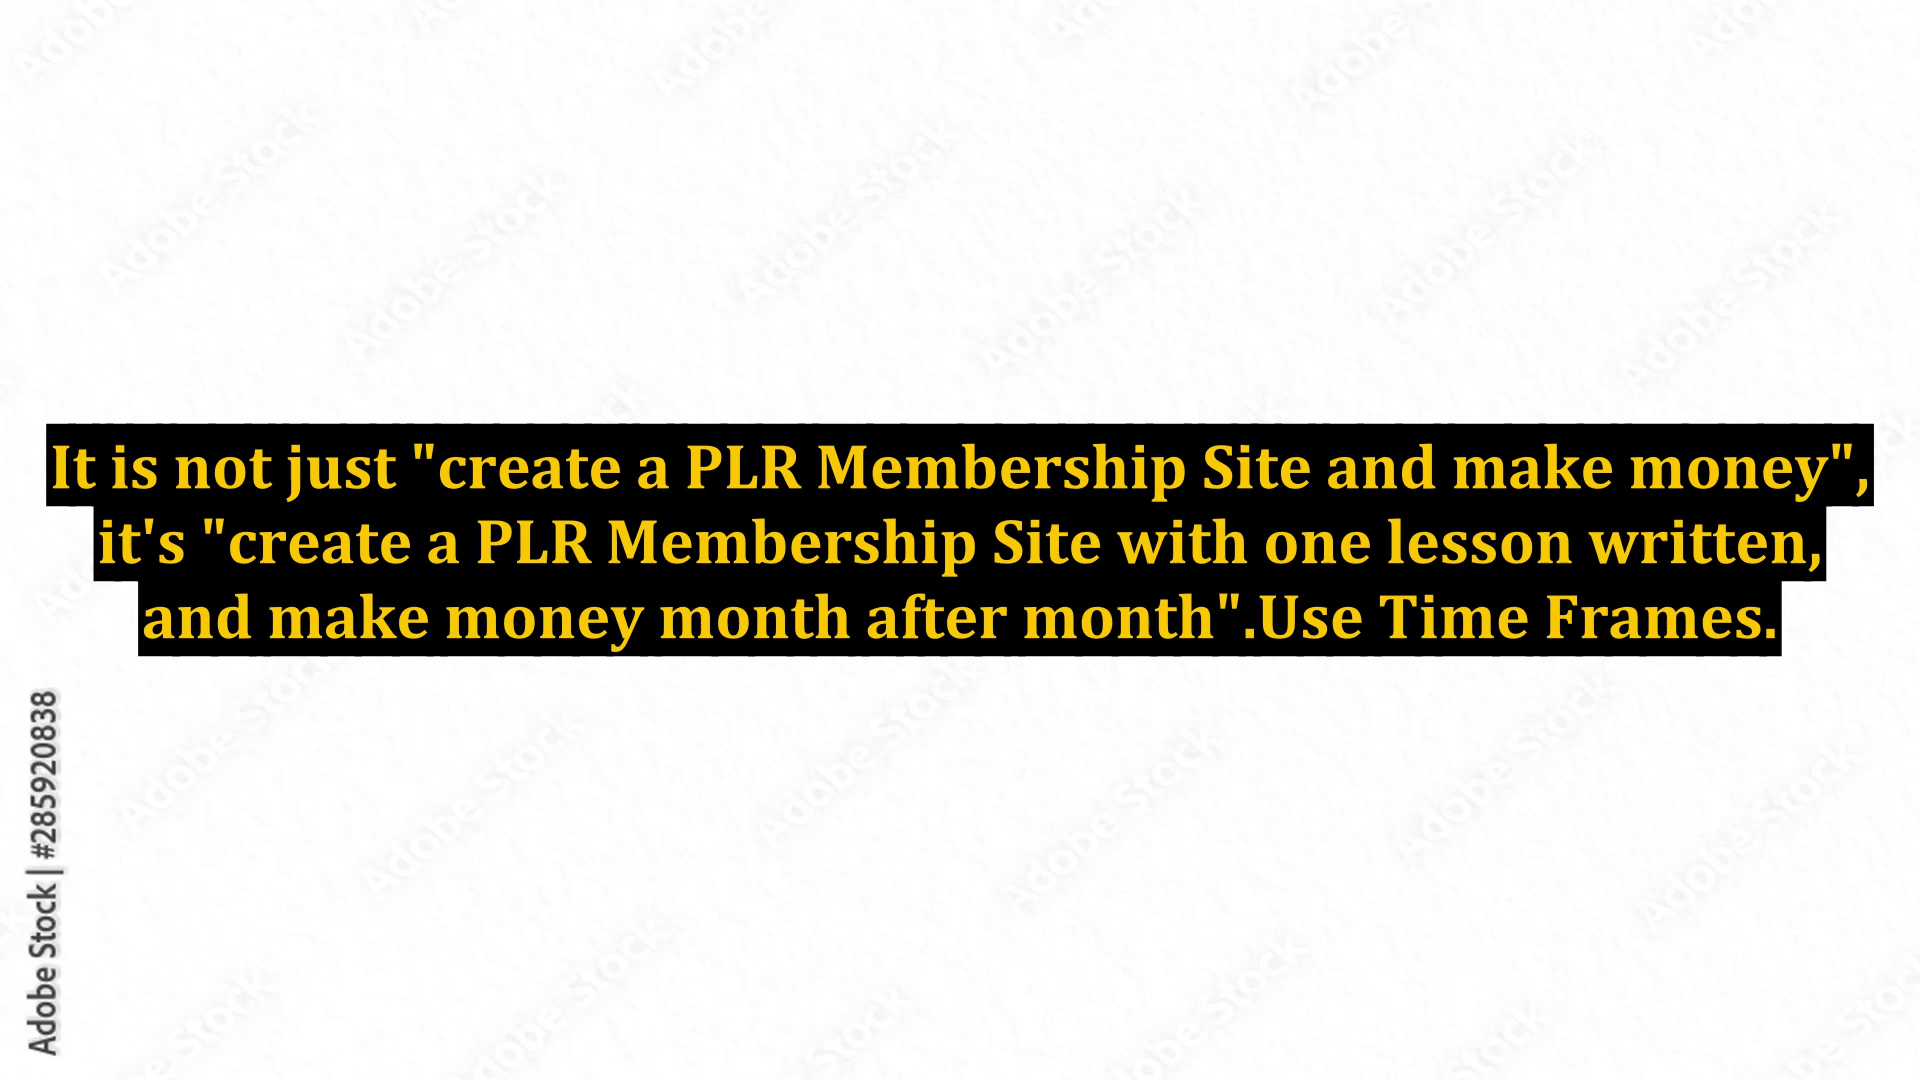 It is not just "create a PLR Membership Site and make money",
it's "create a PLR Membership Site with one lesson written,
and make money month after month".Use Time Frames.
Adobe Stock | #285920838